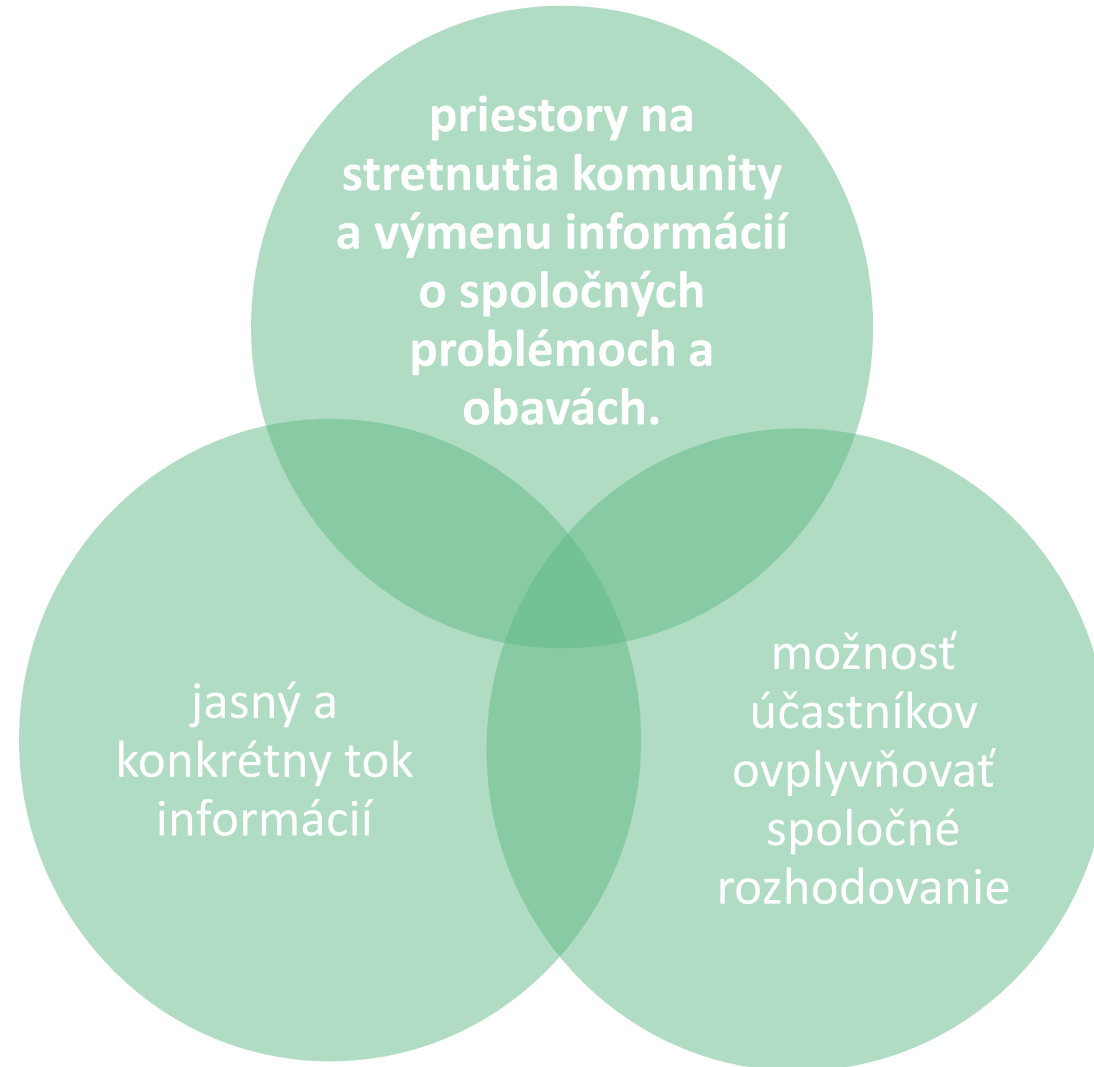 priestory na
stretnutia komunity
a výmenu informácií
o spoločných
problémoch a
obavách.
jasný a
konkrétny tok
informácií
možnosť
účastníkov
ovplyvňovať
spoločné
rozhodovanie